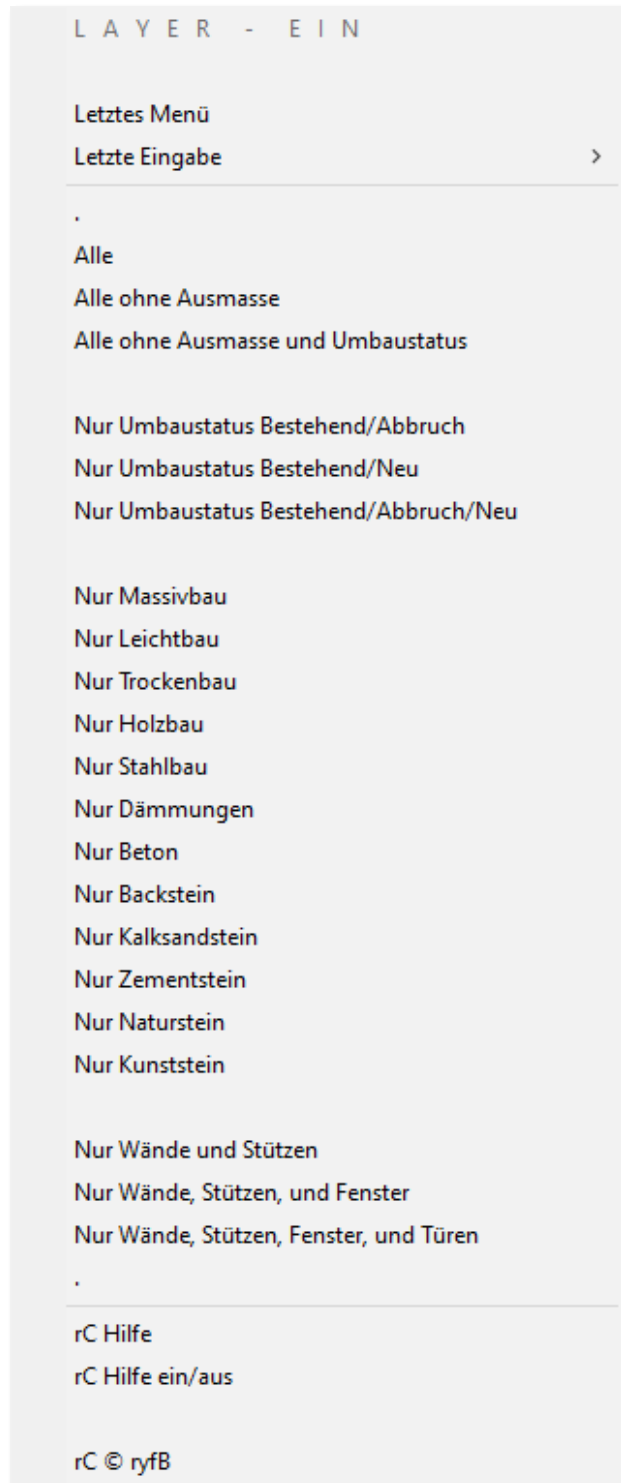 LAYER - EIN
Letztes Menü
Letzte Eingabe
.
Alle
Alle ohne Ausmasse
Alle ohne Ausmasse und Umbaustatus
Nur Umbaustatus Bestehend/Abbruch
Nur Umbaustatus Bestehend/Neu
Nur Umbaustatus Bestehend/Abbruch/Neu
Nur Massivbau
Nur Leichtbau
Nur Trockenbau
Nur Holzbau
Nur Stahlbau
Nur Dämmungen
Nur Beton
Nur Backstein
Nur Kalksandstein
Nur Zementstein
Nur Naturstein
Nur Kunststein
Nur Wände und Stützen
Nur Wände, Stützen, und Fenster
Nur Wände, Stützen, Fenster, und Türen
.
rC Hilfe
rC Hilfe ein/aus
rC © ryfB